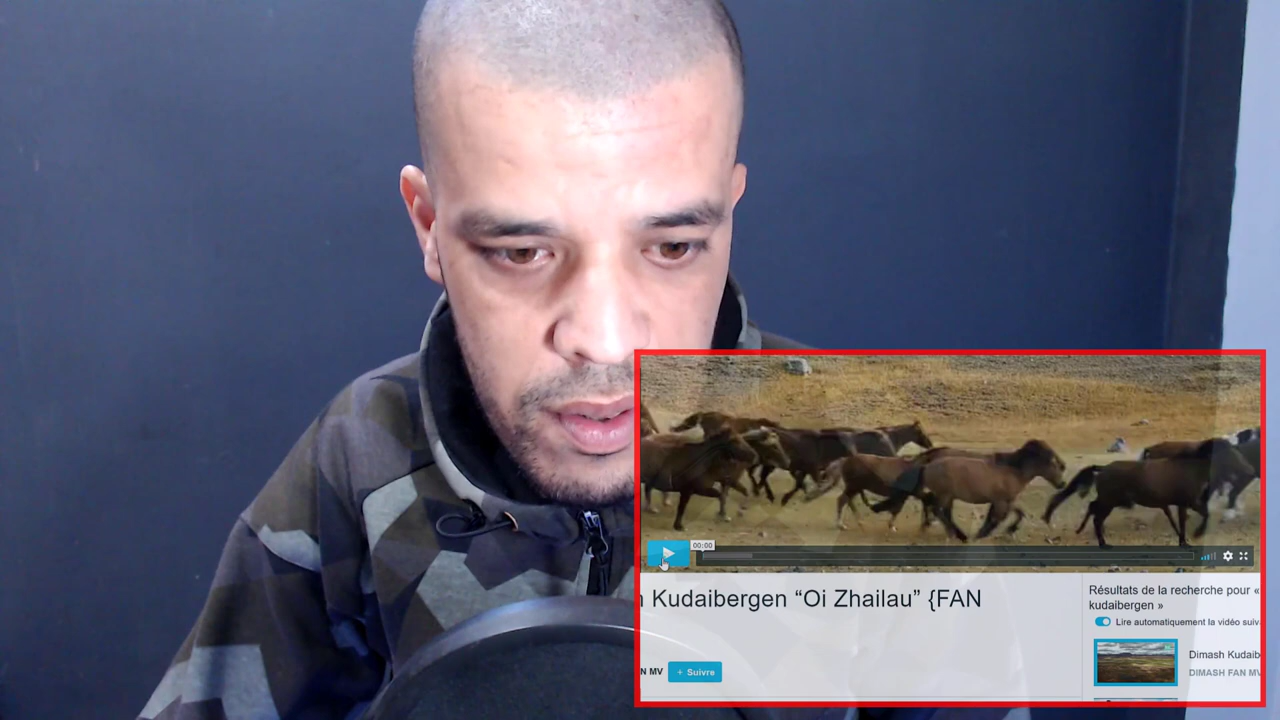 00:00
Kudaibergen “Oi Zhailau” {FAN
N MV
+ Suivre
Résultats de la recherche pour «
kudaibergen »
Lire automatiquement la vidéo suiv
Dimash Kudaib
DIMASH FAN MV